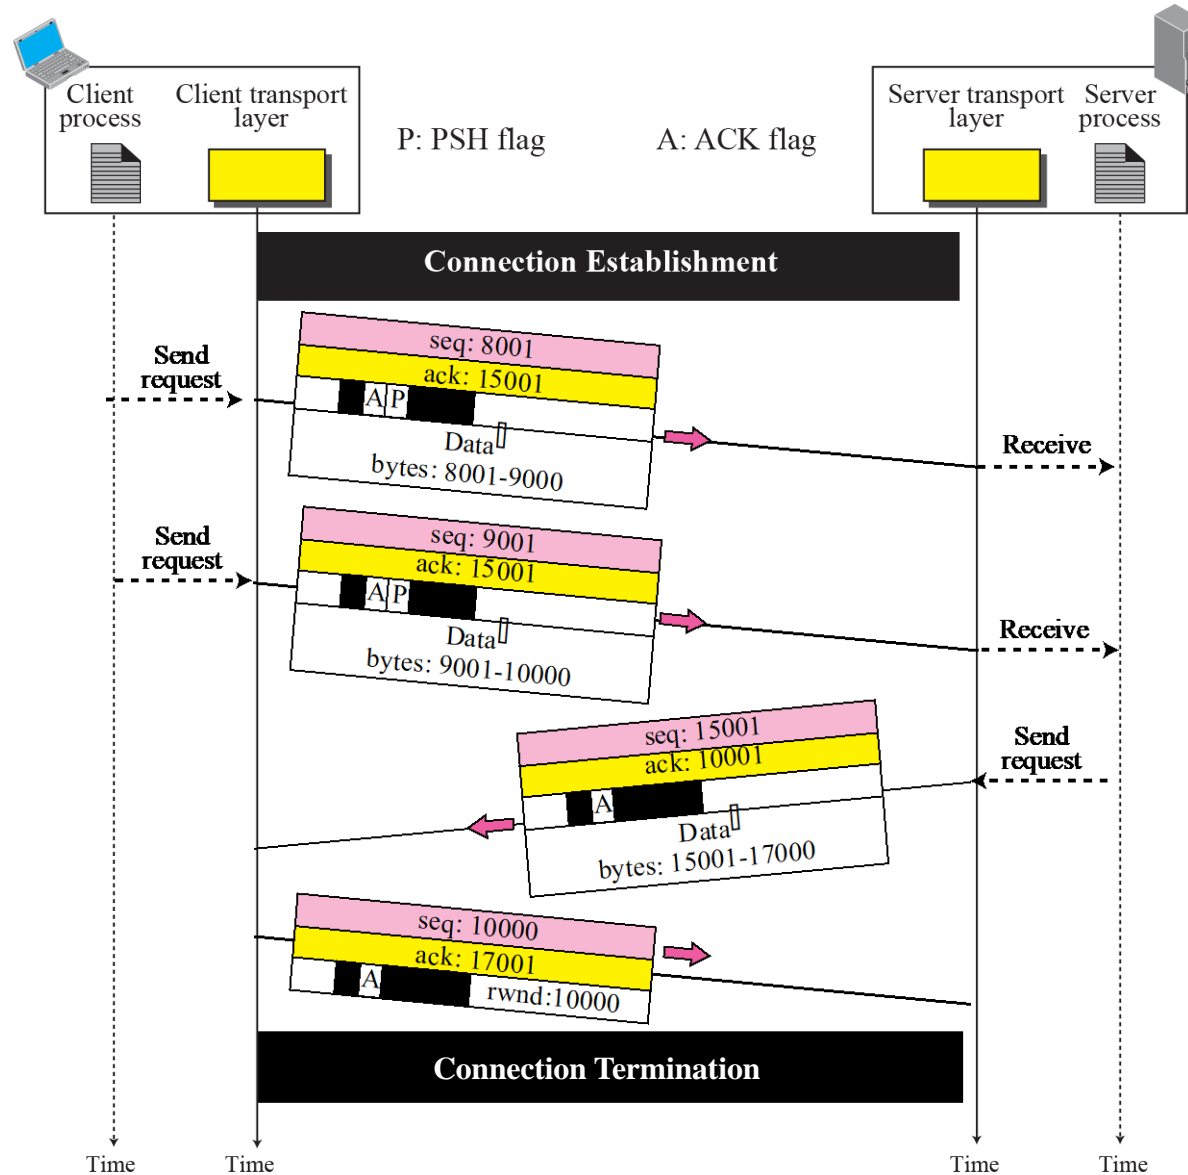 Client
process
Client transport
layer
P: PSH flag
A: ACK flag
Server transport
layer
Server
process
Connection Establishment
Send
request
seq: 8001
ack: 15001
A P
Data
bytes: 8001-9000
Receive
Send
request
seq: 9001
ack: 15001
A P
Data
bytes: 9001-10000
Receive
Send
request
seq: 15001
ack: 10001
A
Data
bytes: 15001-17000
seq: 10000
ack: 17001
A
rwnd:10000
Connection Termination
Time
Time
Time
Time